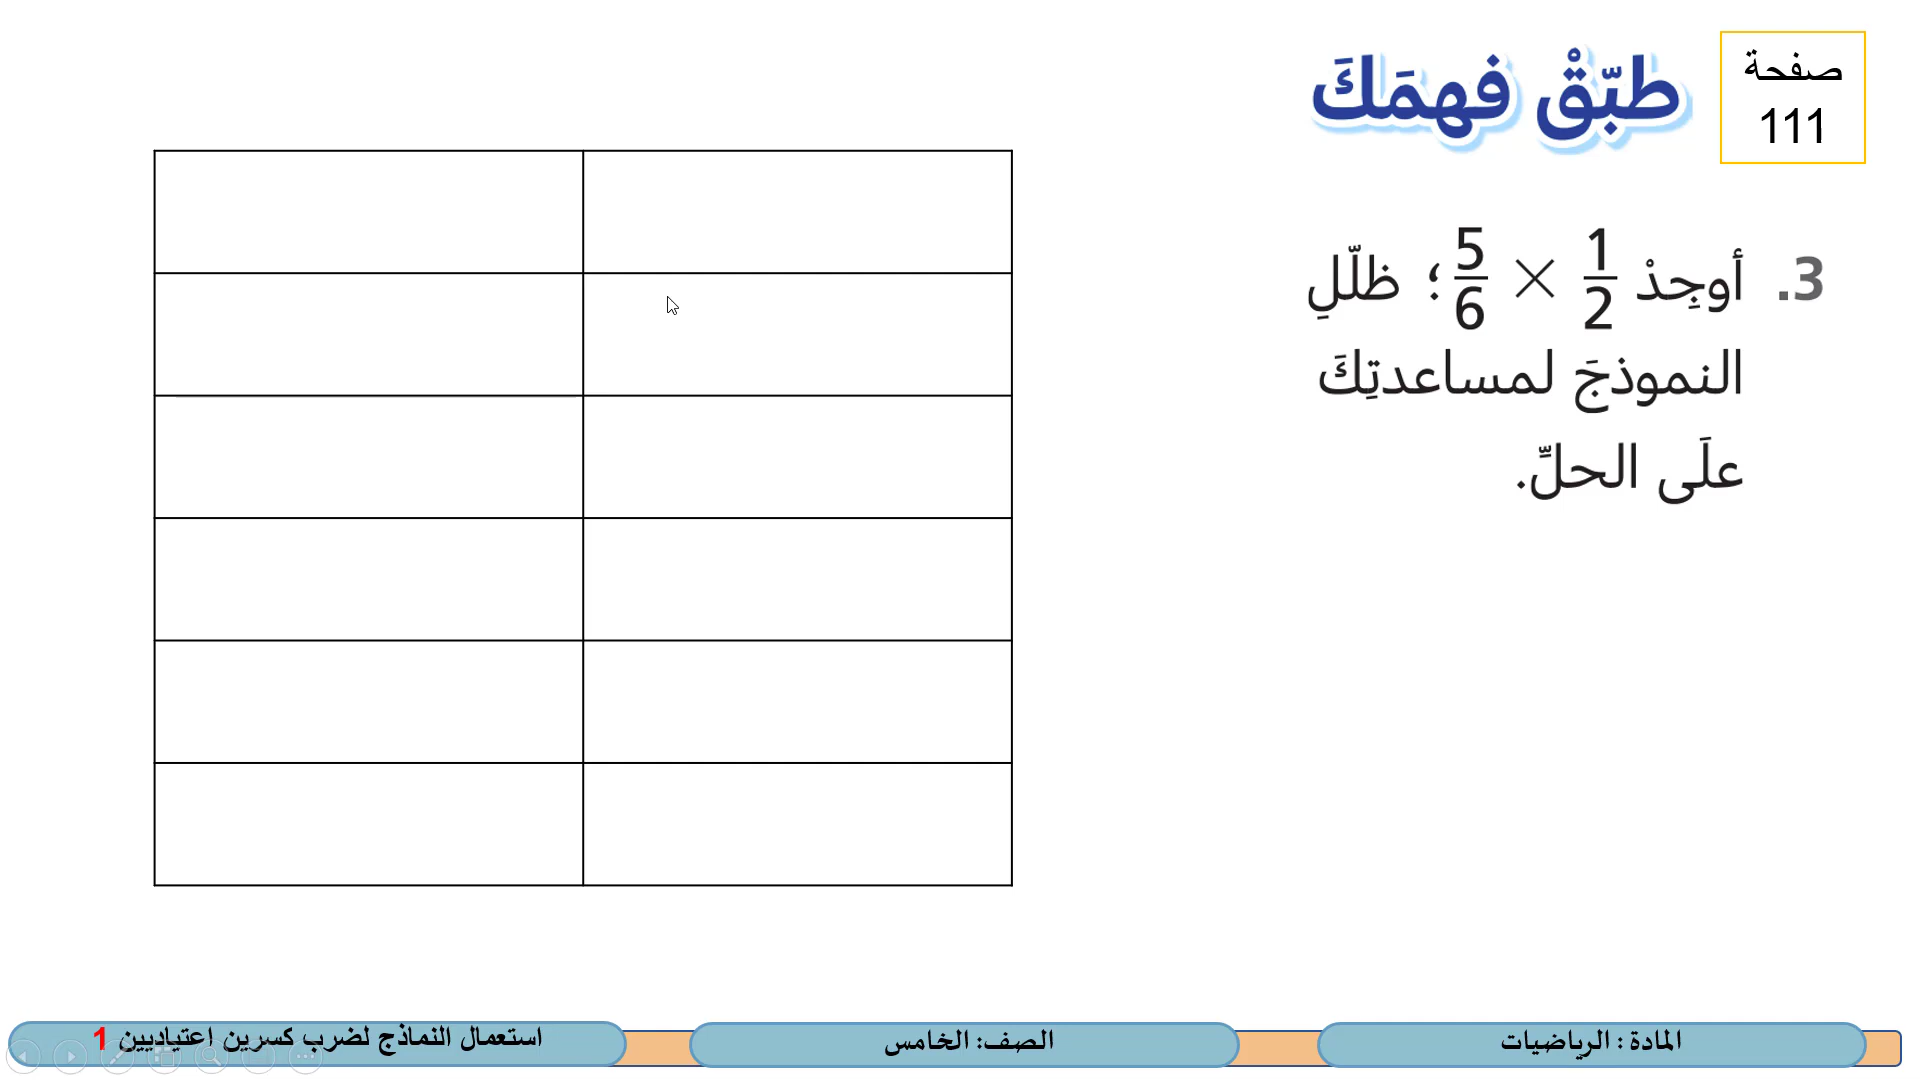 صفحة
111
طبّقْ فهمَكَ
3. أوجِدْ 1/2 × 5/6 ؛ ظلّلِ
النموذجَ لمساعدتِكَ
علَى الحلِّ.
المادة : الرياضيات
الصف: الخامس
استعمال النماذج لضرب كسرين اعتياديين 1